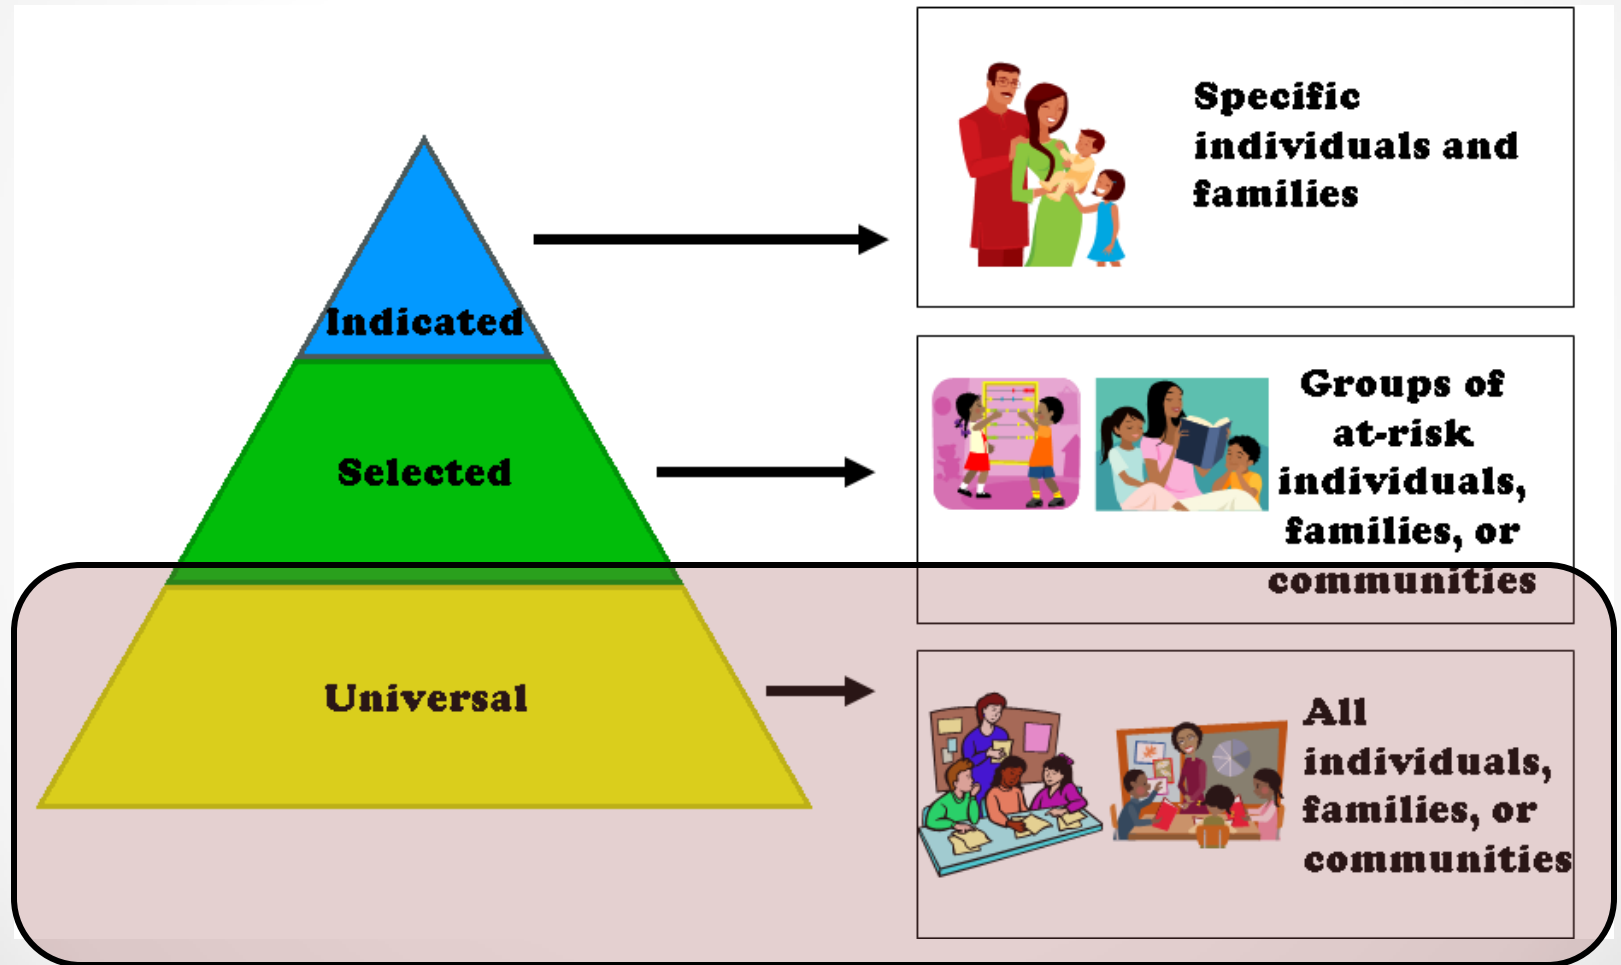 Specific
individuals and
families
Indicated
Groups of
at-risk
individuals,
families, or
communities
Selected
Universal
All
individuals,
families, or
communities